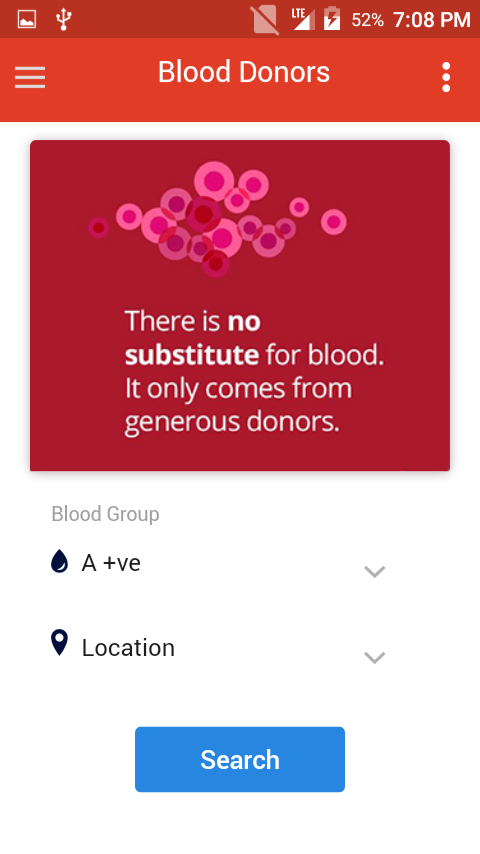 LTE 52% 7:08 PM
Blood Donors
There is no
substitute for blood.
It only comes from
generous donors.
Blood Group
A +ve
Location
Search